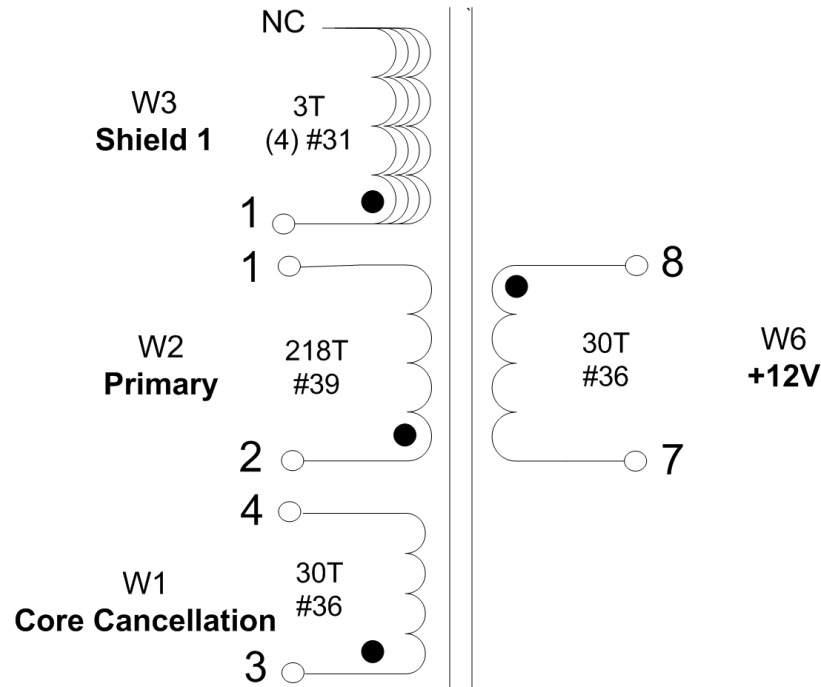 NC
W3
Shield 1
3T
(4) #31
1
1
W2
Primary
218T
#39
2
4
W1
Core Cancellation
30T
#36
3
8
30T
#36
W6
+12V
7